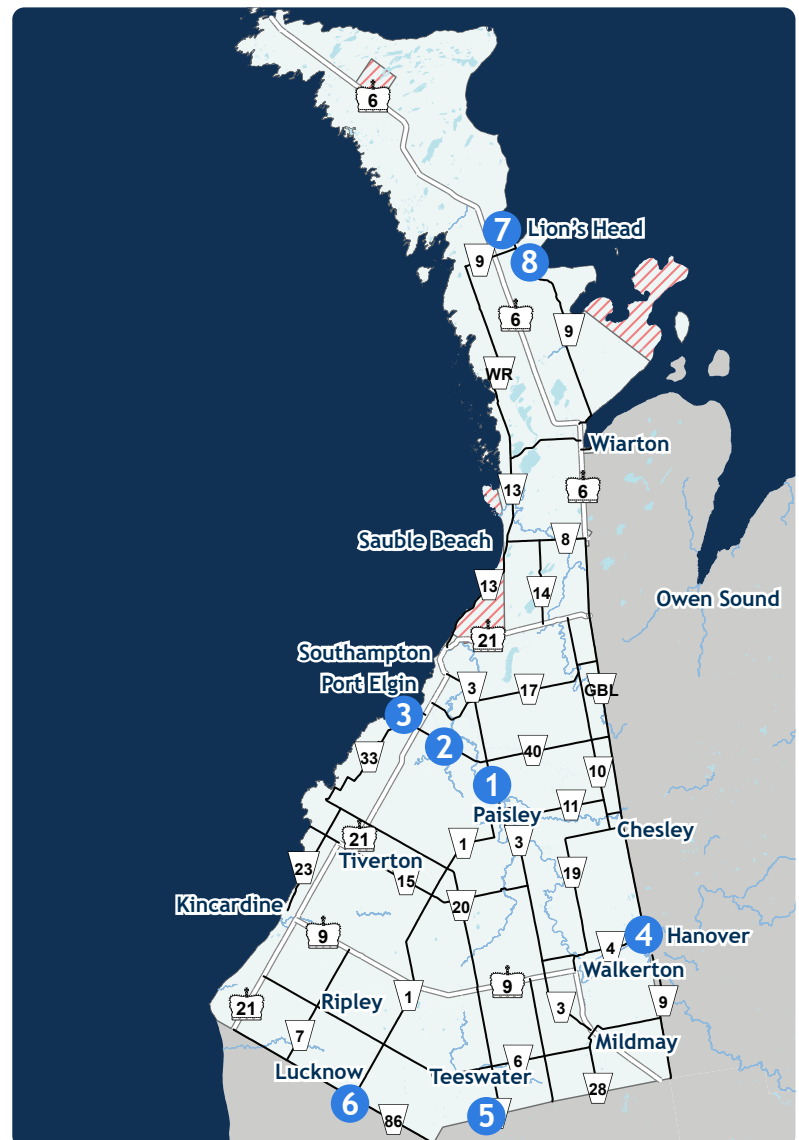 6
7
Lion's Head
8
9
6
9
WR
Wiarton
13
6
Sauble Beach
8
13
14
Owen Sound
21
Southampton
Port Elgin
3
17
GBL
3
2
40
33
1
10
11
Paisley
Chesley
21
1
3
Tiverton
23
15
19
Kincardine
20
9
4
Hanover
4
Walkerton
9
Ripley
1
21
3
9
7
Mildmay
6
Lucknow
Teeswater
28
6
86
5